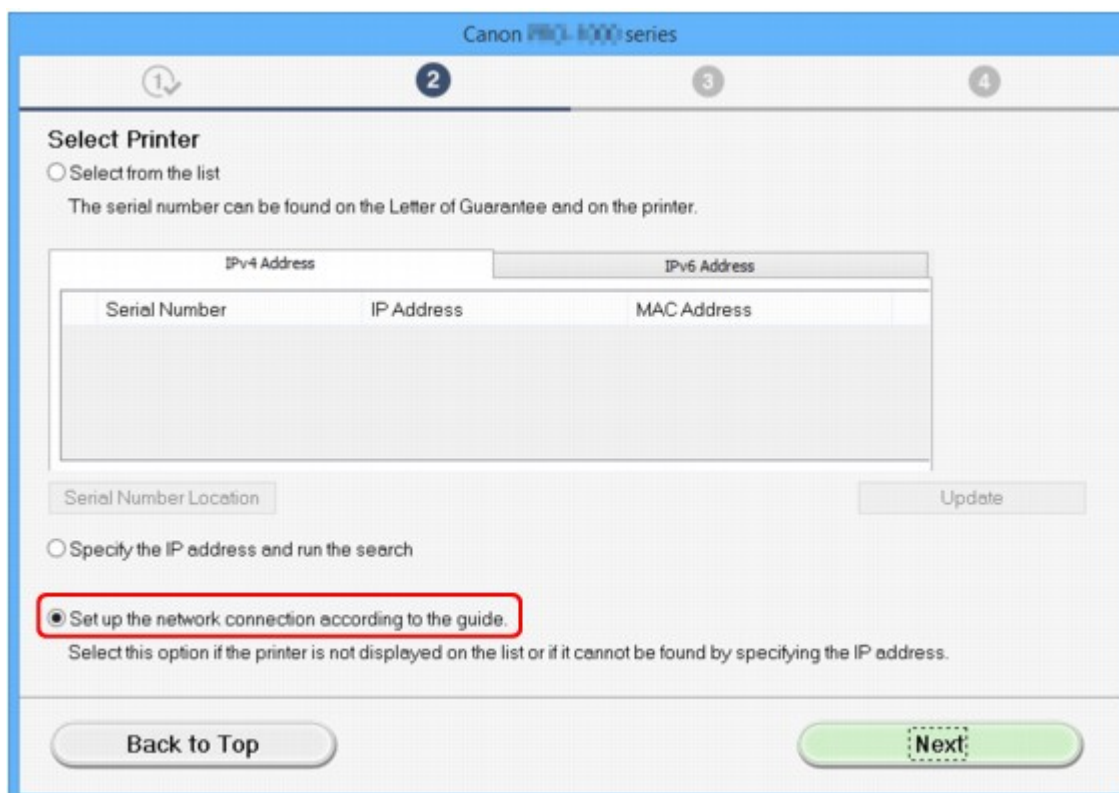 Canon series
1 2 3 4
Select Printer
Select from the list
The serial number can be found on the Letter of Guarantee and on the printer.
IPv4 Address IPv6 Address
Serial Number IP Address MAC Address
Serial Number Location Update
Specify the IP address and run the search
Set up the network connection according to the guide.
Select this option if the printer is not displayed on the list or if it cannot be found by specifying the IP address.
Back to Top Next